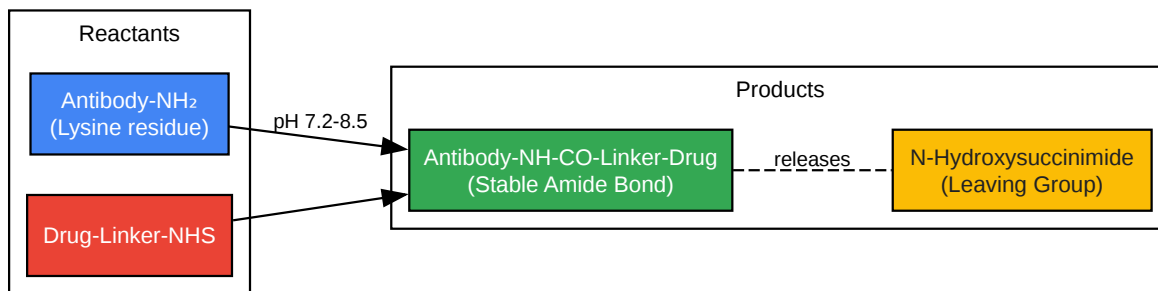 Reactants
Antibody-NH₂
(Lysine residue)
Drug-Linker-NHS
pH 7.2-8.5
Products
Antibody-NH-CO-Linker-Drug
(Stable Amide Bond)
releases
N-Hydroxysuccinimide
(Leaving Group)